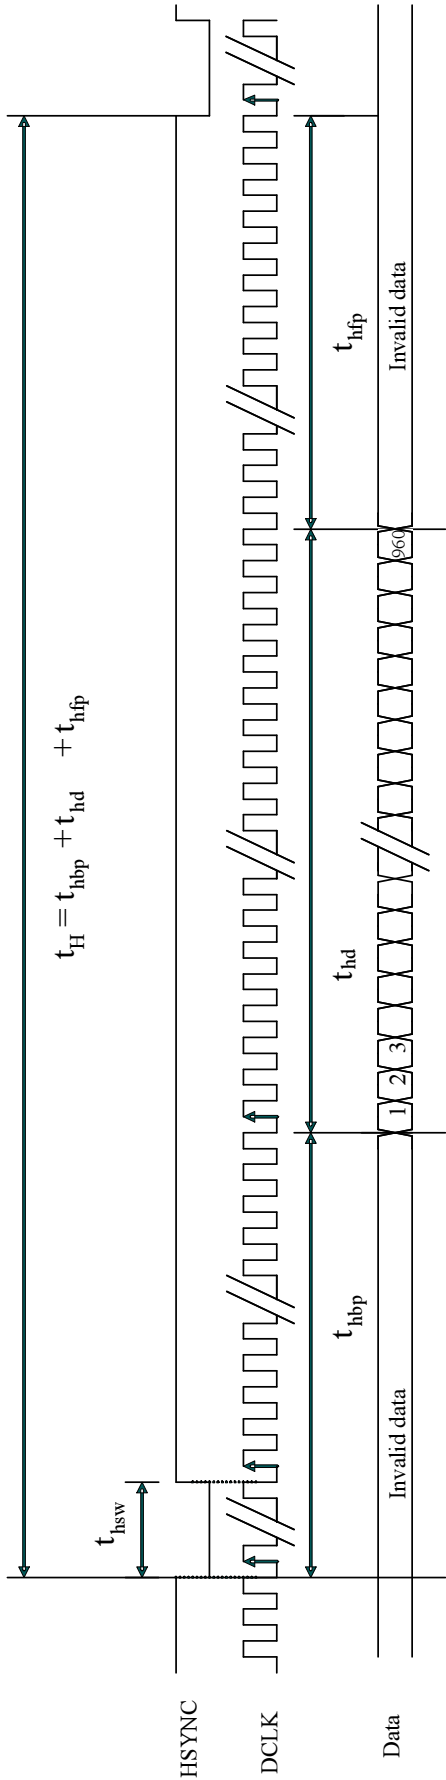 t_H = t_hbp + t_hd + t_hfp
t_hsw
HSYNC
DCLK
t_hbp
t_hd
t_hfp
Data
Invalid data
1 2 3
960
Invalid data